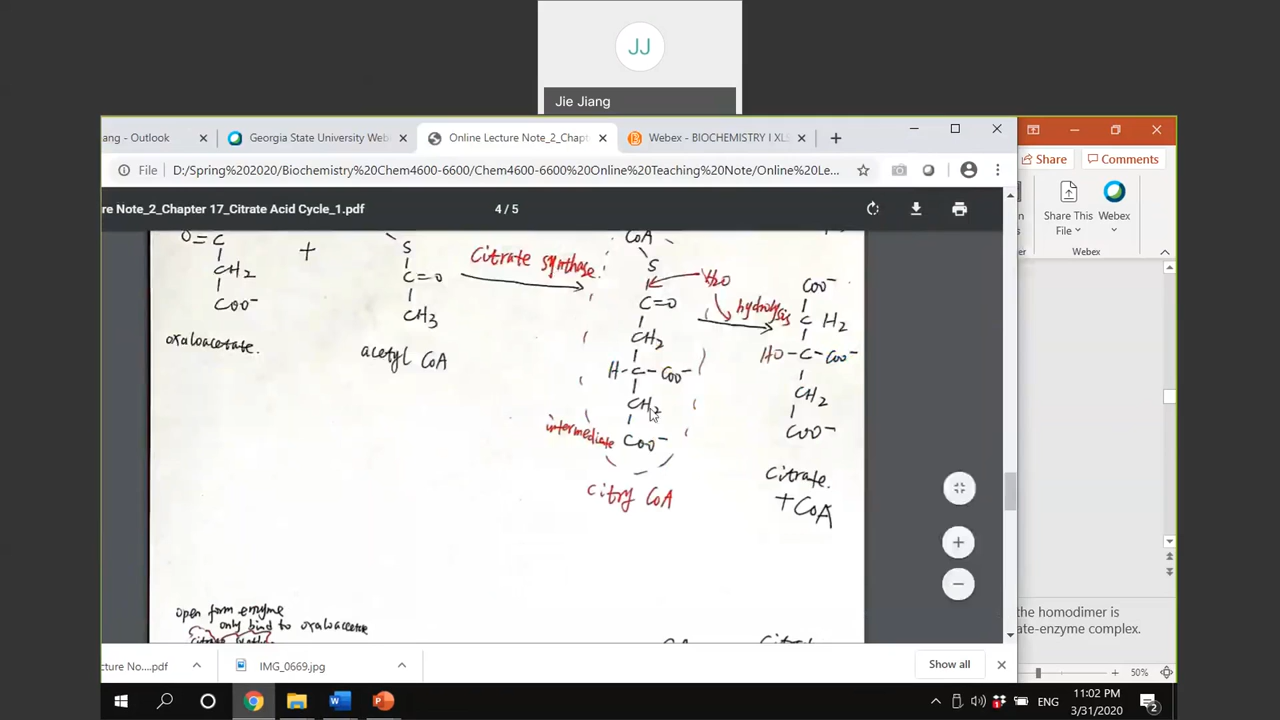 JJ
Jie Jiang
ang - Outlook
Georgia State University Web
Online Lecture Note_2_Chapt
Webex - BIOCHEMISTRY I XLS
File
D:/Spring%202020/Biochemistry%20Chem4600-6600/Chem4600-6600%20Online%20Teaching%20Note/Online%20Le...
Share
Comments
Share This
File
Webex
Webex
re Note_2_Chapter 17_Citrate Acid Cycle_1.pdf
4 / 5
O=C
CH2
COO-
oxaloacetate.
+
S
C=O
CH3
acetyl CoA
Citrate synthase
CoA
S
C=O
CH2
H-C-COO-
CH2
COO-
intermediate
Citry CoA
H2O
hydrolysis
COO-
C H2
HO-C-COO-
CH2
COO-
Citrate.
+CoA
open form enzyme
only bind to oxaloacetate
the homodimer is
ate-enzyme complex.
cture No....pdf
IMG_0669.jpg
Show all
50%
ENG
11:02 PM
3/31/2020
2